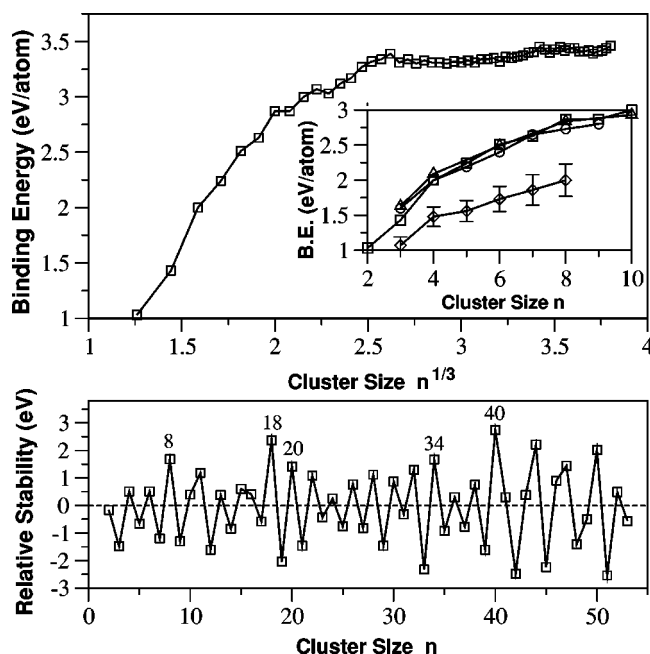 3.5
3
2.5
2
1.5
1
Binding Energy (eV/atom)
3
2.5
2
1.5
1
B.E. (eV/atom)
2 4 6 8 10
Cluster Size n
1 1.5 2 2.5 3 3.5 4
Cluster Size n^1/3
3
2
1
0
-1
-2
-3
Relative Stability (eV)
8
18
20
34
40
0 10 20 30 40 50
Cluster Size n